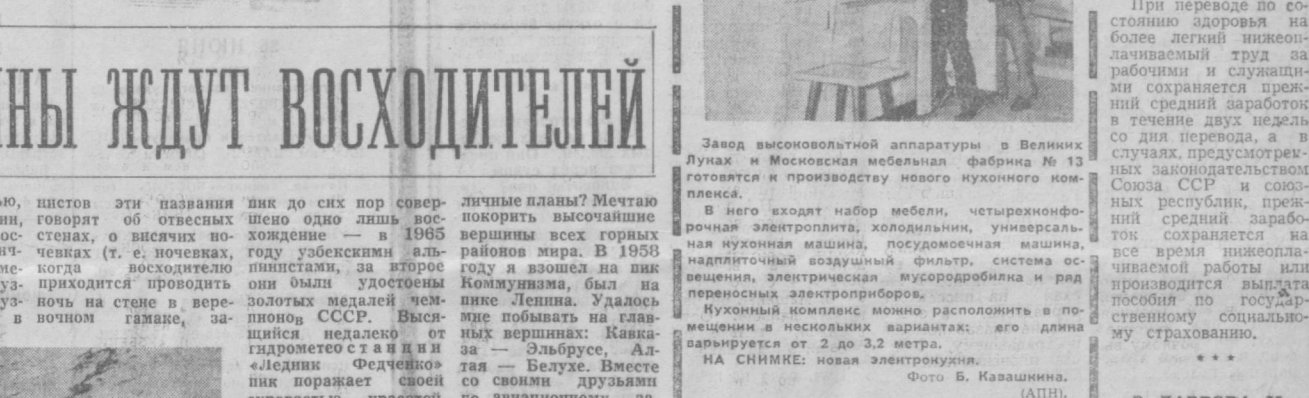 НЫ ЖДУТ ВОСХОДИТЕЛЕЙ
нистов эти названия
говорят об отвесных
стенах, о висячих но-
чевках (т. е. ночевках,
когда восходителю
приходится проводить
ночь на стене в вере-
вочном гамаке, за-
пик до сих пор совер-
шено одно лишь вос-
хождение — в 1965
году узбекскими аль-
пинистами, за второе
они были удостоены
золотых медалей чем-
пионов СССР. Выся-
щийся недалеко от
гидрометеостанции
«Ледник Федченко»
пик поражает своей
личные планы? Мечтаю
покорить высочайшие
вершины всех горных
районов мира. В 1958
году я взошел на пик
Коммунизма, был на
пике Ленина. Удалось
мне побывать на глав-
ных вершинах: Кавка-
за — Эльбрусе, Ал-
тая — Белухе. Вместе
со своими друзьями
Завод высоковольтной аппаратуры в Великих
Луках и Московская мебельная фабрика № 13
готовятся к производству нового кухонного ком-
плекса.
В него входят набор мебели, четырехконфо-
рочная электроплита, холодильник, универсаль-
ная кухонная машина, посудомоечная машина,
надплиточный воздушный фильтр, система ос-
вещения, электрическая мусородробилка и ряд
переносных электроприборов.
Кухонный комплекс можно расположить в по-
мещении в нескольких вариантах: его длина
варьируется от 2 до 3,2 метра.
НА СНИМКЕ: новая электрокухня.
Фото Б. Кавашкина.
(АПН).
При переводе по со-
стоянию здоровья на
более легкий нижеоп-
лачиваемый труд за
рабочими и служащи-
ми сохраняется преж-
ний средний заработок
в течение двух недель
со дня перевода, а в
случаях, предусмотрен-
ных законодательством
Союза ССР и союз-
ных республик, преж-
ний средний зарабо-
ток сохраняется на
все время нижеопла-
чиваемой работы или
производится выплата
пособия по государ-
ственному социально-
му страхованию.
* * *